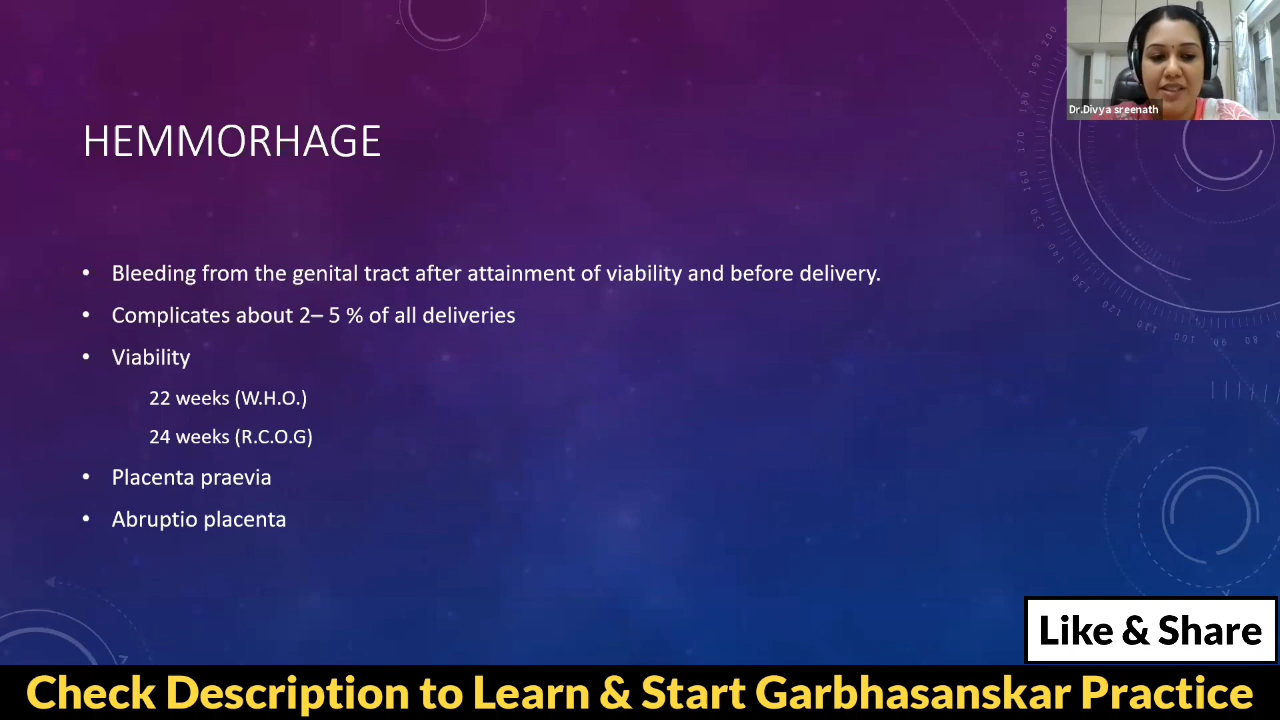 Dr.Divya sreenath
HEMMORHAGE
• Bleeding from the genital tract after attainment of viability and before delivery.
• Complicates about 2– 5 % of all deliveries
• Viability
22 weeks (W.H.O.)
24 weeks (R.C.O.G)
• Placenta praevia
• Abruptio placenta
Like & Share
Check Description to Learn & Start Garbhasanskar Practice